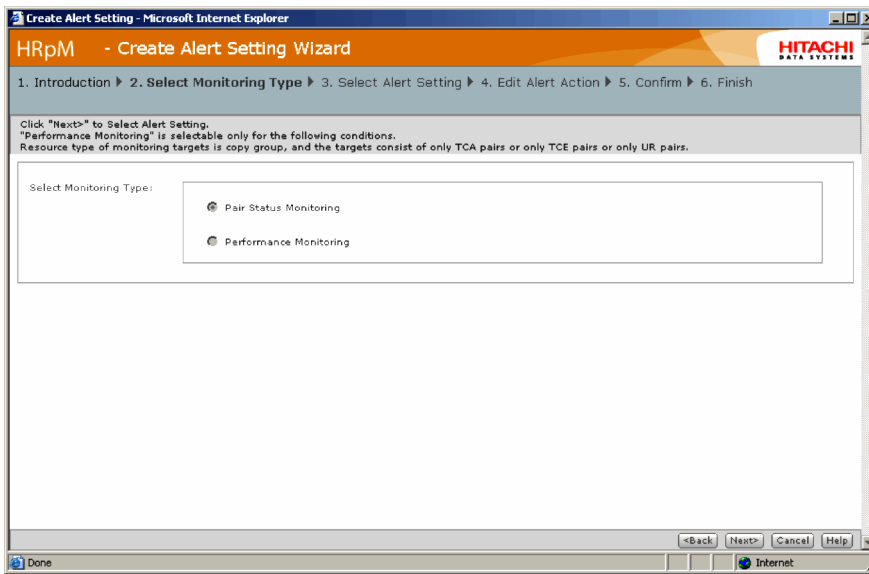 Create Alert Setting - Microsoft Internet Explorer
HRpM - Create Alert Setting Wizard
HITACHI
DATA SYSTEMS
1. Introduction ▶ 2. Select Monitoring Type ▶ 3. Select Alert Setting ▶ 4. Edit Alert Action ▶ 5. Confirm ▶ 6. Finish
Click "Next>" to Select Alert Setting.
"Performance Monitoring" is selectable only for the following conditions.
Resource type of monitoring targets is copy group, and the targets consist of only TCA pairs or only TCE pairs or only UR pairs.
Select Monitoring Type:
Pair Status Monitoring
Performance Monitoring
<Back Next> Cancel Help
Done Internet